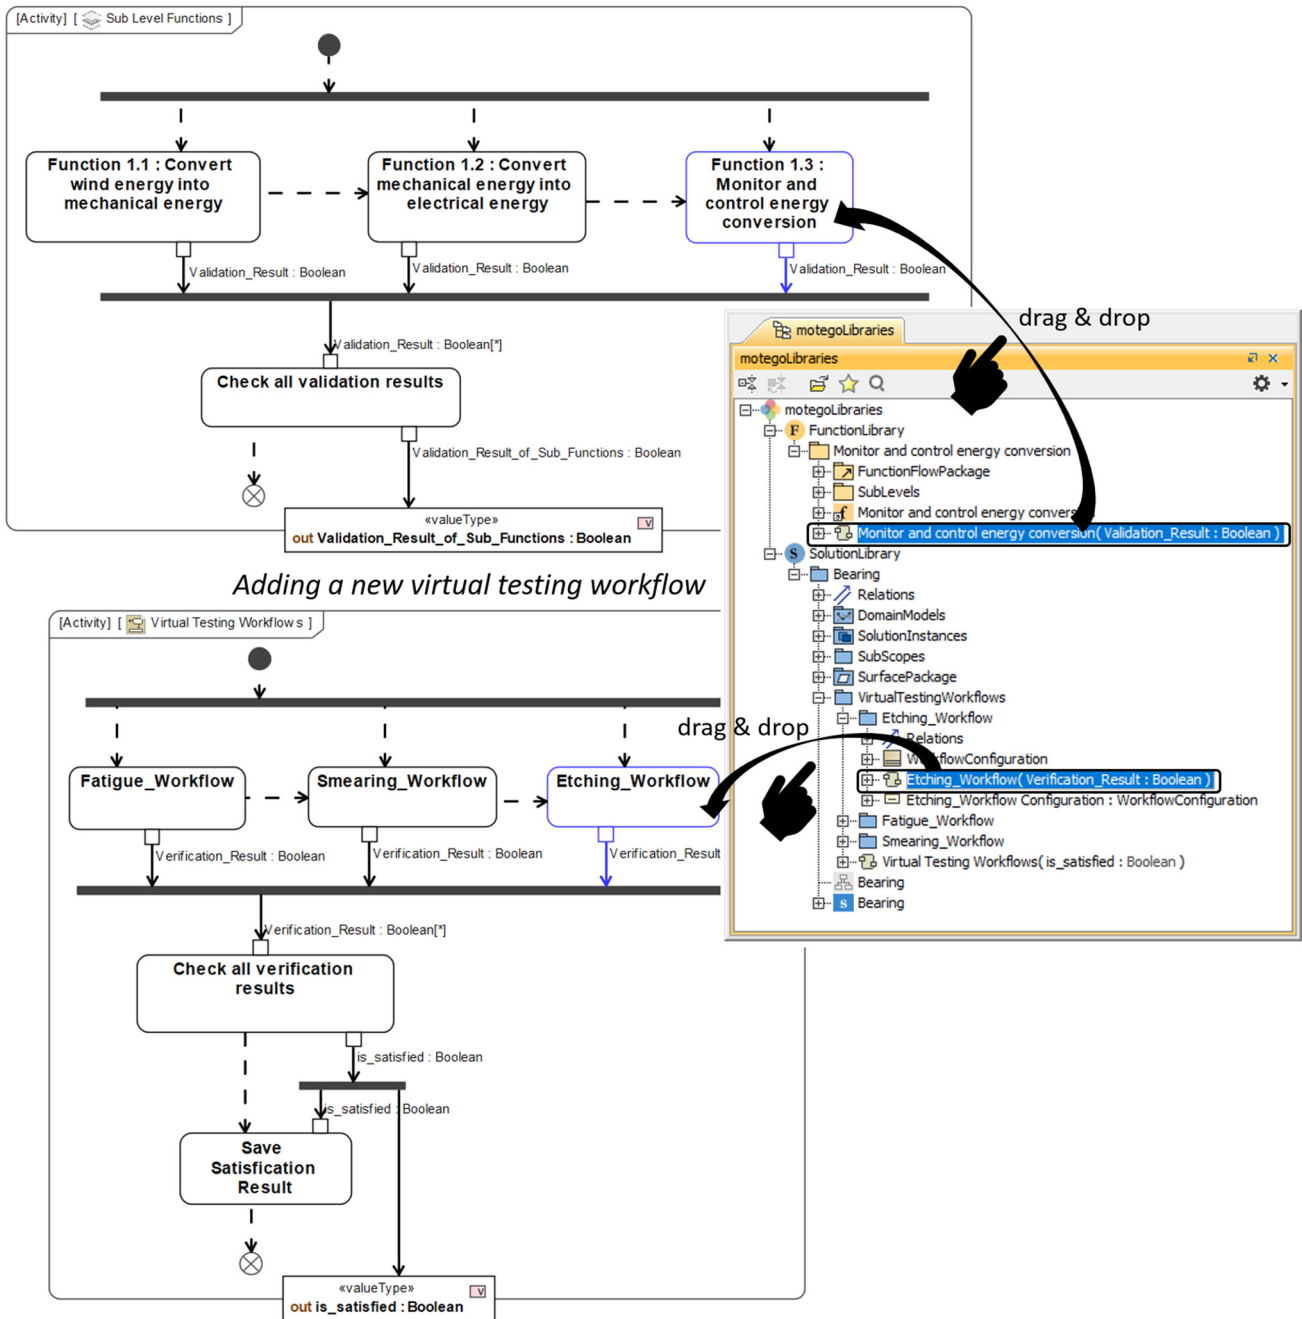 [Activity] [ Sub Level Functions ]
Function 1.1 : Convert
wind energy into
mechanical energy
Function 1.2 : Convert
mechanical energy into
electrical energy
Function 1.3 :
Monitor and
control energy
conversion
Validation_Result : Boolean
Validation_Result : Boolean
Validation_Result : Boolean
Validation_Result : Boolean[*]
Check all validation results
Validation_Result_of_Sub_Functions : Boolean
«valueType»
V
out Validation_Result_of_Sub_Functions : Boolean
drag & drop
motegoLibraries
motegoLibraries
motegoLibraries
F FunctionLibrary
Monitor and control energy conversion
FunctionFlowPackage
SubLevels
f Monitor and control energy convers
Monitor and control energy conversion( Validation_Result : Boolean )
S SolutionLibrary
Bearing
Relations
DomainModels
SolutionInstances
SubScopes
SurfacePackage
VirtualTestingWorkflows
Etching_Workflow
Relations
WorkflowConfiguration
Etching_Workflow( Verification_Result : Boolean )
Etching_Workflow Configuration : WorkflowConfiguration
Fatigue_Workflow
Smearing_Workflow
Virtual Testing Workflows( is_satisfied : Boolean )
Bearing
S Bearing
Adding a new virtual testing workflow
[Activity] [ Virtual Testing Workflows ]
drag & drop
Fatigue_Workflow
Smearing_Workflow
Etching_Workflow
Verification_Result : Boolean
Verification_Result : Boolean
Verification_Result
Verification_Result : Boolean[*]
Check all verification
results
is_satisfied : Boolean
is_satisfied : Boolean
Save
Satisfication
Result
«valueType»
V
out is_satisfied : Boolean